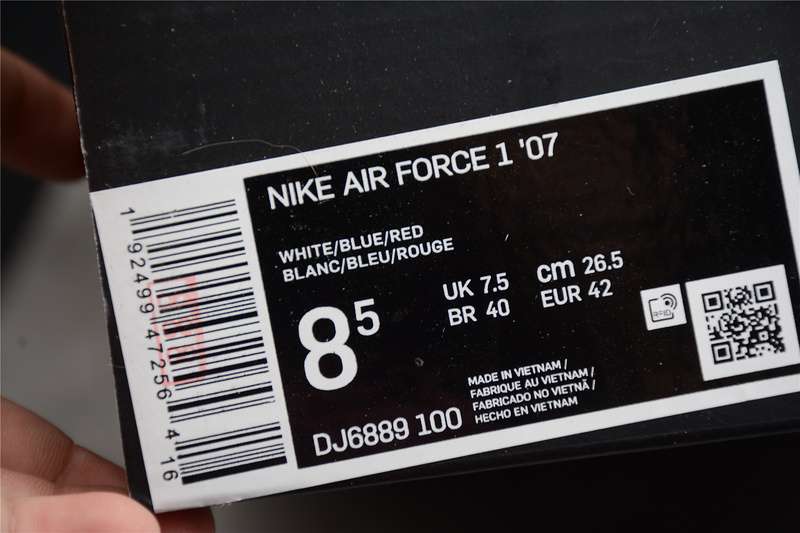 NIKE AIR FORCE 1 '07
WHITE/BLUE/RED
BLANC/BLEU/ROUGE
8 5
UK 7.5 cm 26.5
BR 40 EUR 42
RFID
MADE IN VIETNAM /
FABRIQUE AU VIETNAM /
FABRICADO NO VIETNÃ /
HECHO EN VIETNAM
DJ6889 100
1 92499 47256 4 16